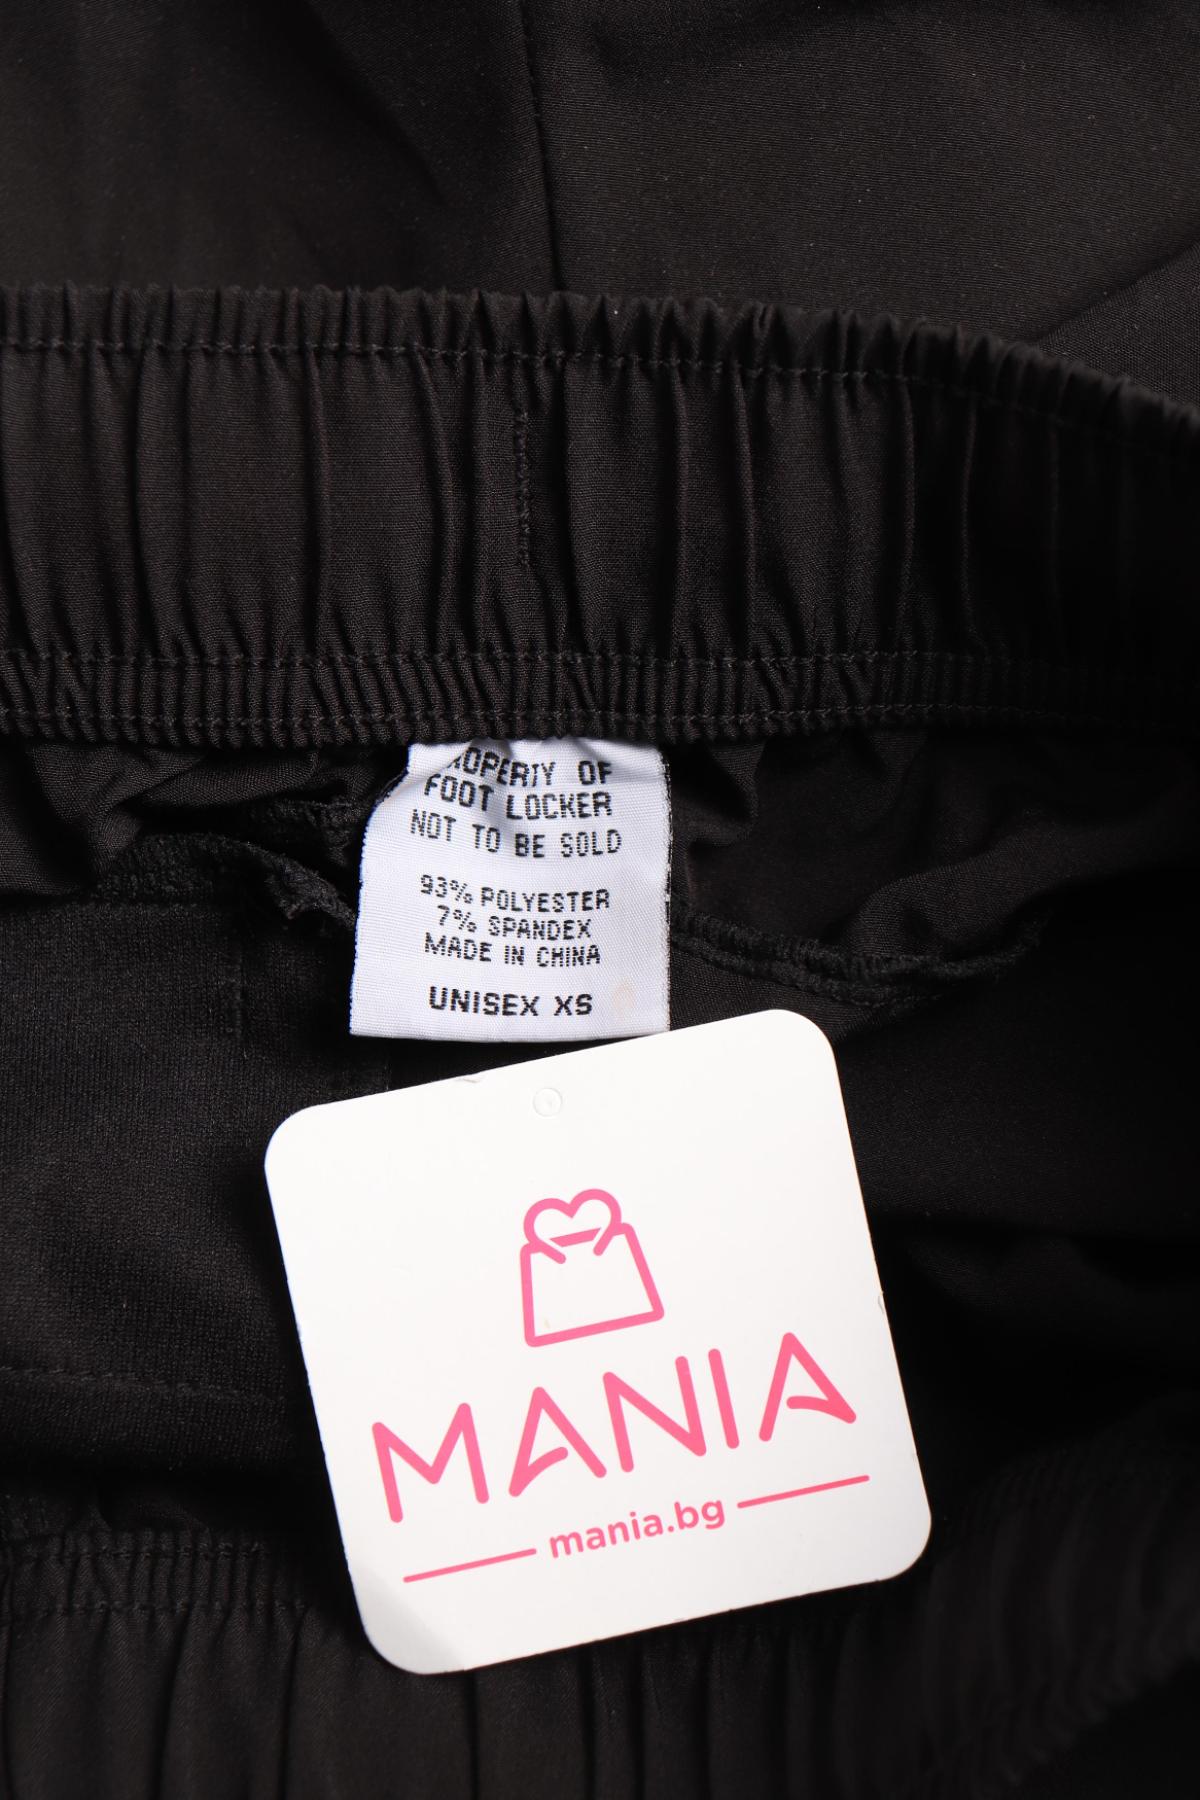 PROPERTY OF
FOOT LOCKER
NOT TO BE SOLD
93% POLYESTER
7% SPANDEX
MADE IN CHINA
UNISEX XS
MANIA
mania.bg